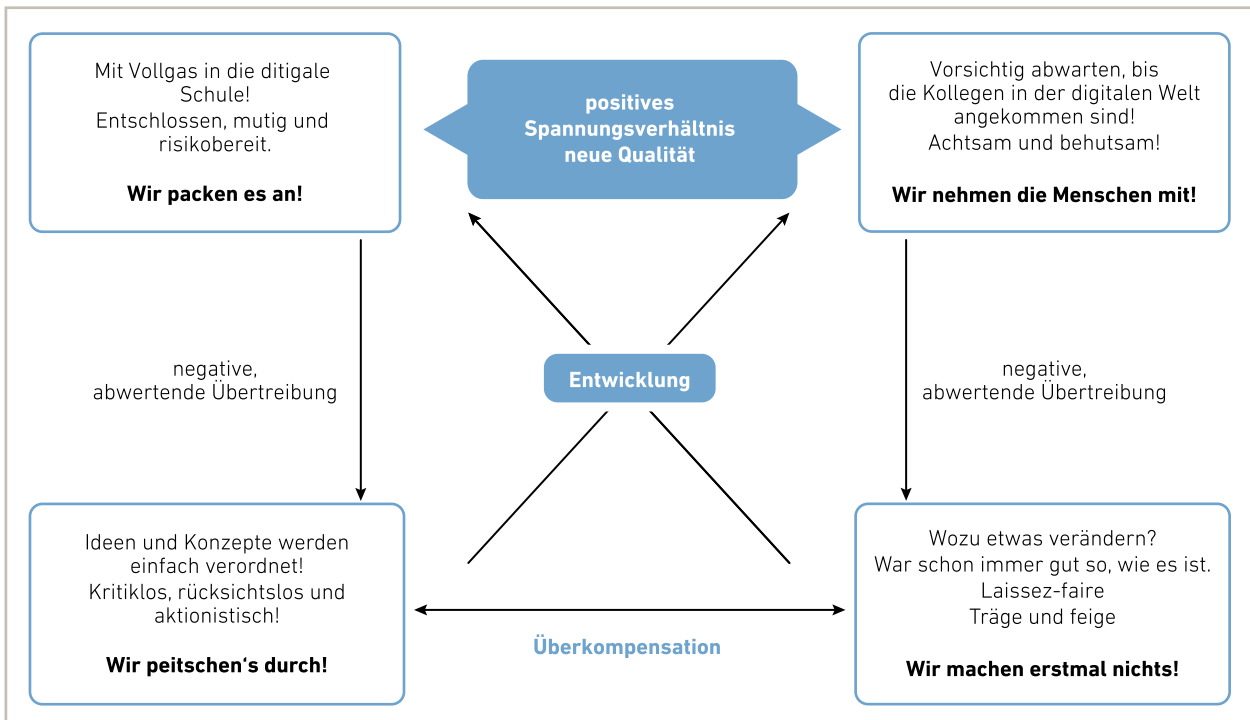 Mit Vollgas in die ditigale
Schule!
Entschlossen, mutig und
risikobereit.
Wir packen es an!
positives
Spannungsverhältnis
neue Qualität
Vorsichtig abwarten, bis
die Kollegen in der digitalen Welt
angekommen sind!
Achtsam und behutsam!
Wir nehmen die Menschen mit!
negative,
abwertende Übertreibung
Entwicklung
negative,
abwertende Übertreibung
Ideen und Konzepte werden
einfach verordnet!
Kritiklos, rücksichtslos und
aktionistisch!
Wir peitschen‘s durch!
Überkompensation
Wozu etwas verändern?
War schon immer gut so, wie es ist.
Laissez-faire
Träge und feige
Wir machen erstmal nichts!